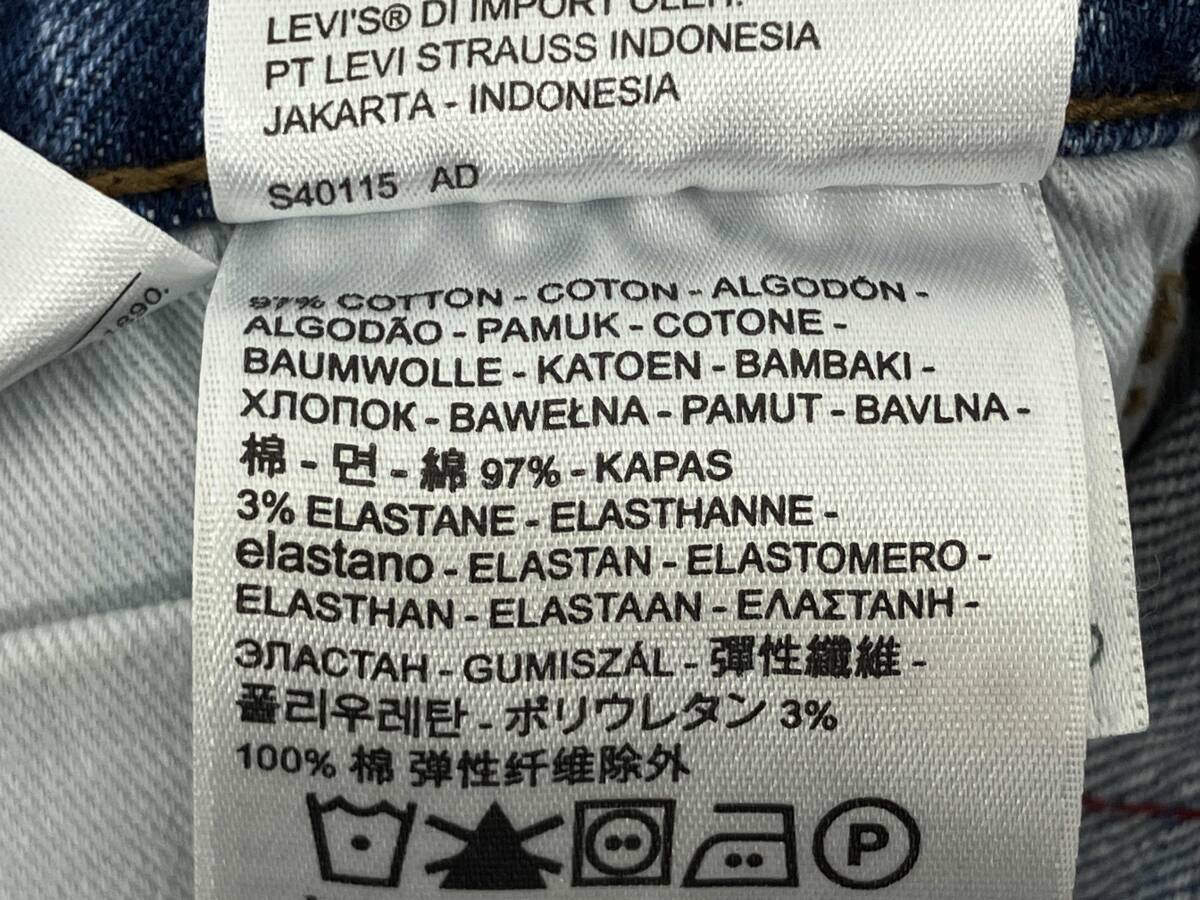 LEVI'S® DI IMPORT OLEH:
PT LEVI STRAUSS INDONESIA
JAKARTA - INDONESIA
S40115 AD
1890.
97% COTTON - COTON - ALGODÓN -
ALGODÃO - PAMUK - COTONE -
BAUMWOLLE - KATOEN - BAMBAKI -
ХЛОПОК - BAWEŁNA - PAMUT - BAVLNA -
棉 - 면 - 綿 97% - KAPAS
3% ELASTANE - ELASTHANNE -
elastano - ELASTAN - ELASTOMERO -
ELASTHAN - ELASTAAN - ΕΛΑΣΤΑΝΗ -
ЭЛАСТАН - GUMISZÁL - 彈性纖維 -
폴리우레탄 - ポリウレタン 3%
100% 棉 弹性纤维除外
P